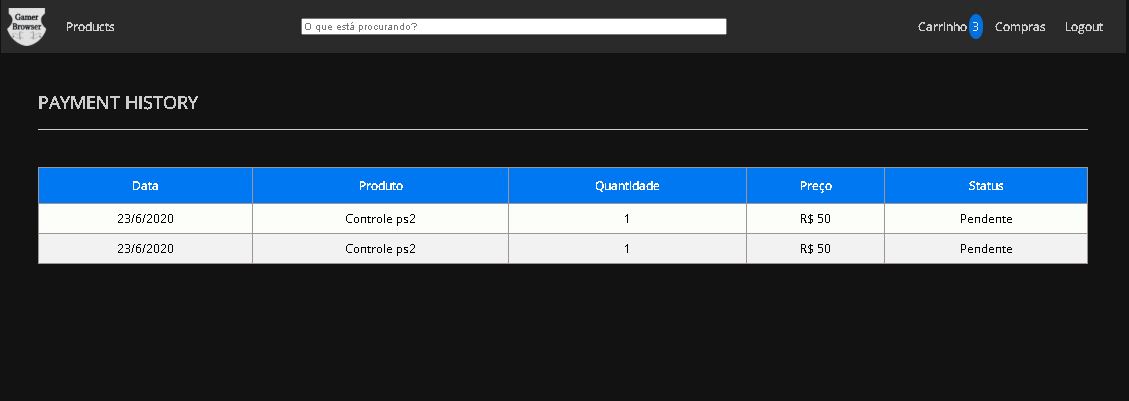 Gamer
Browser
Products
O que está procurando?
Carrinho 3
Compras
Logout
PAYMENT HISTORY
Data Produto Quantidade Preço Status
23/6/2020 Controle ps2 1 R$ 50 Pendente
23/6/2020 Controle ps2 1 R$ 50 Pendente